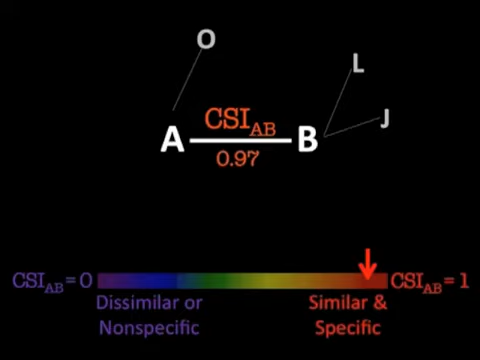 O
L
J
A CSI_AB B
0.97
CSI_AB = 0 CSI_AB = 1
Dissimilar or Similar &
Nonspecific Specific